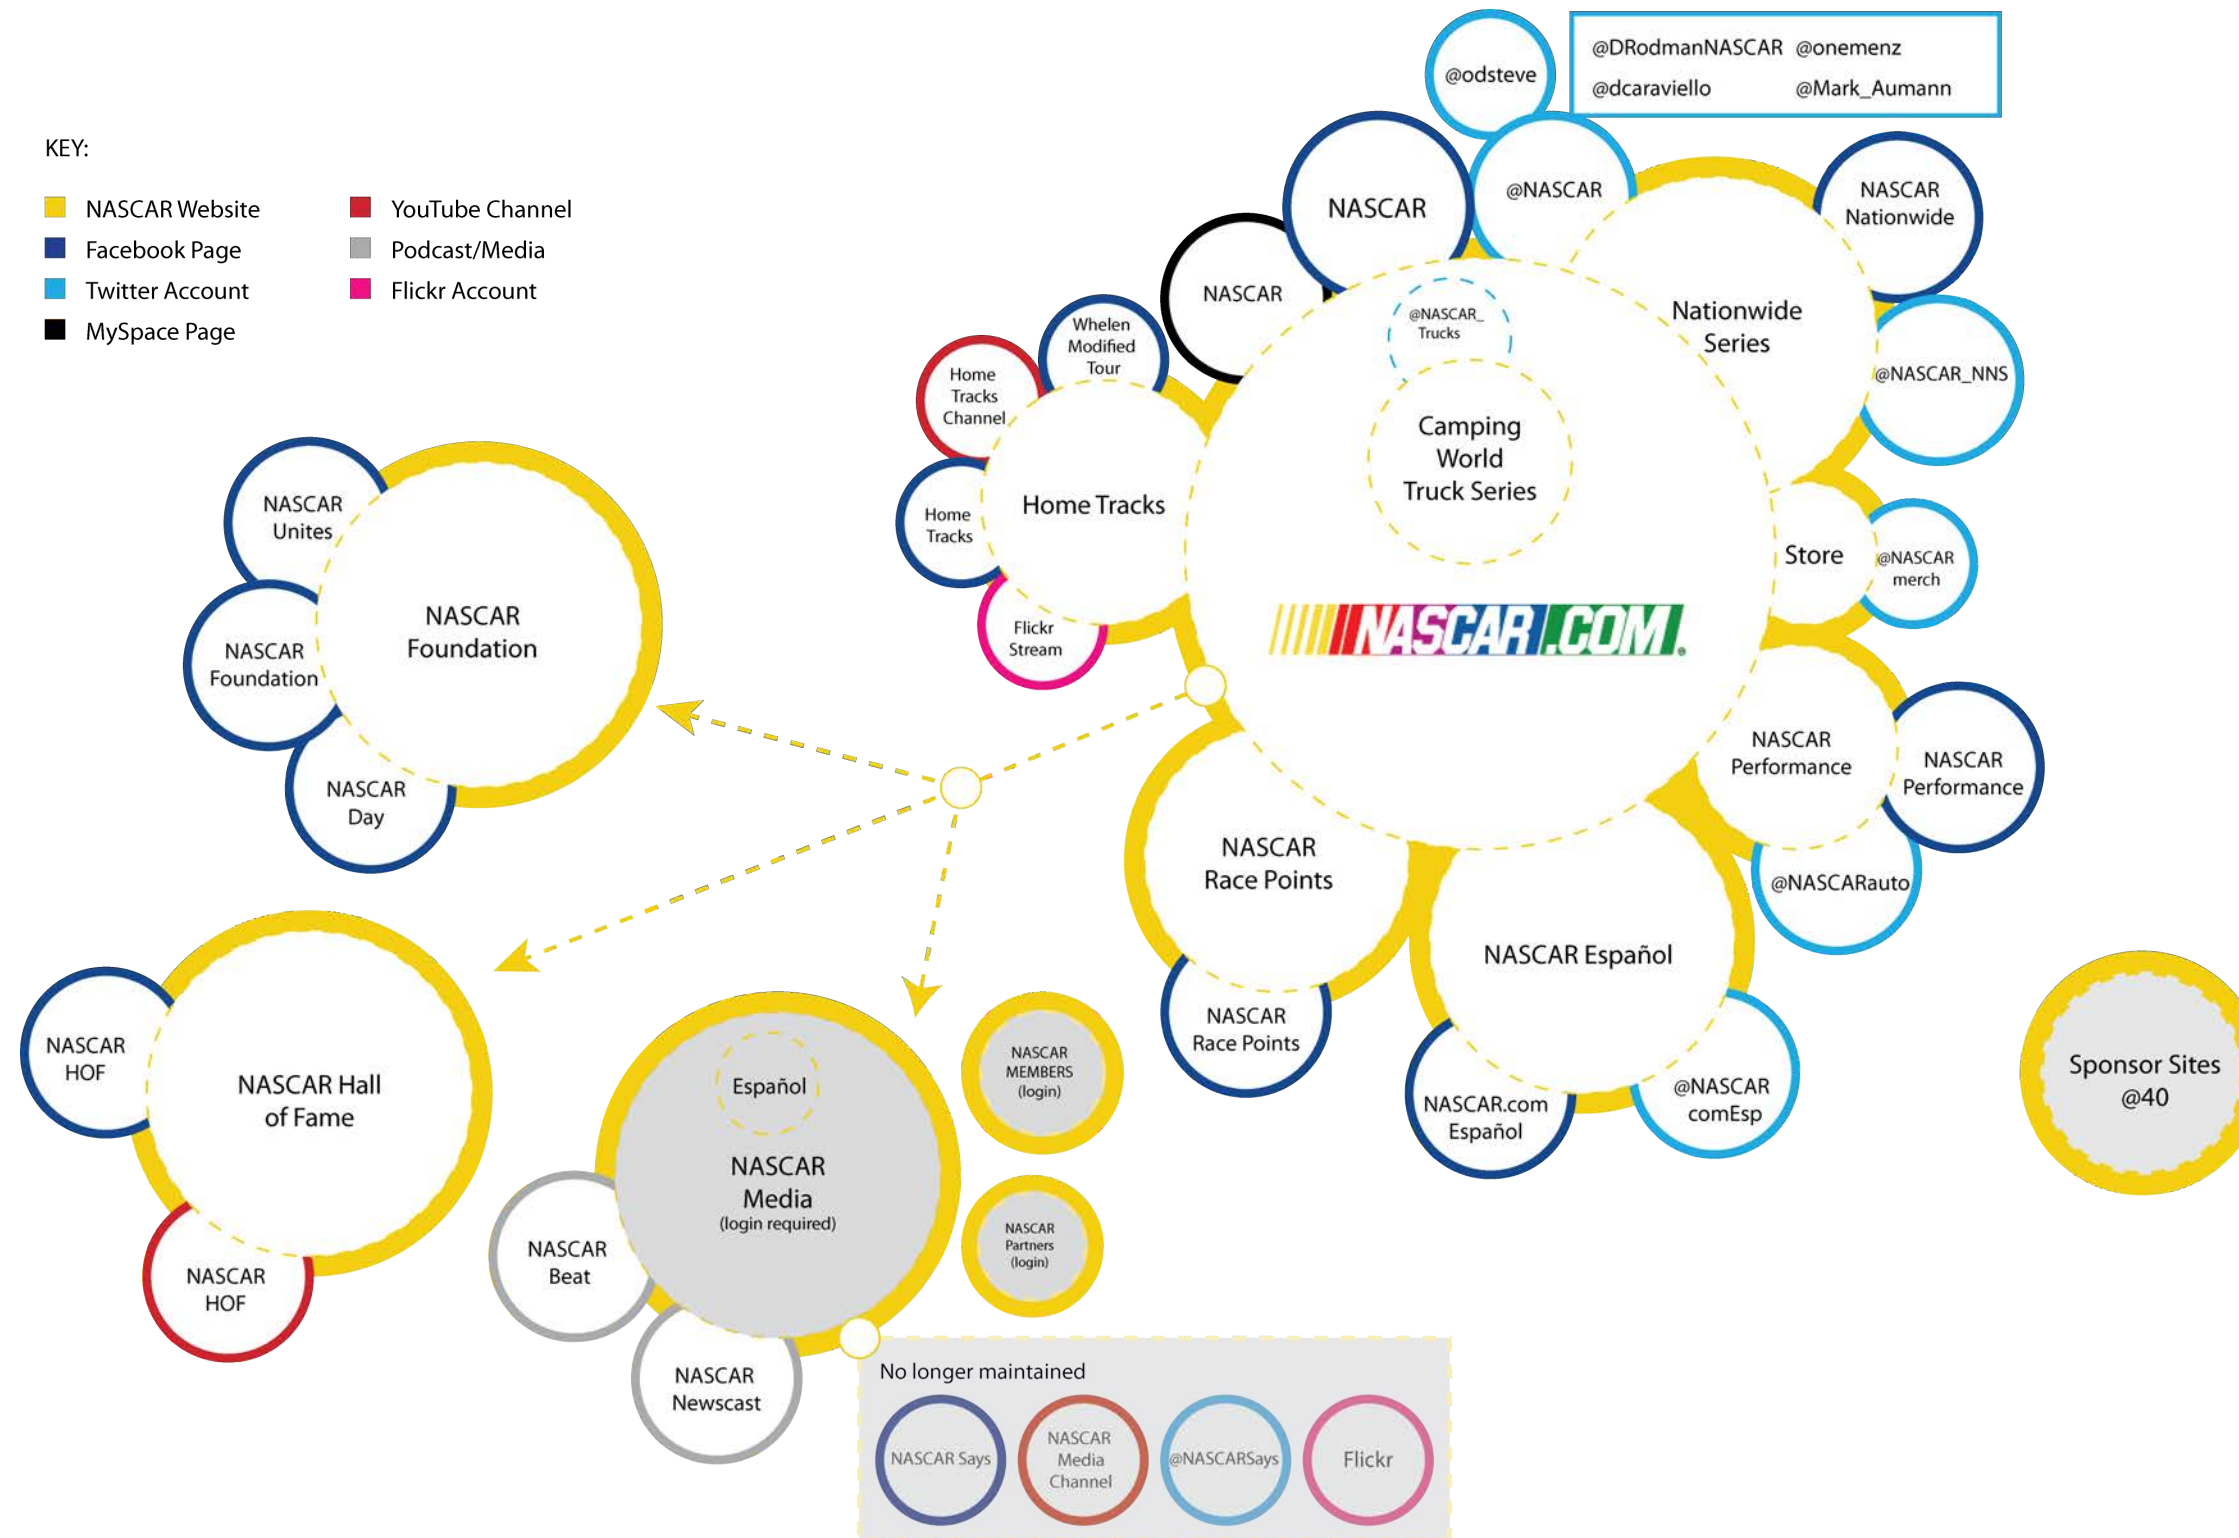 KEY:
NASCAR Website
Facebook Page
Twitter Account
MySpace Page
YouTube Channel
Podcast/Media
Flickr Account
@odsteve
@DRodmanNASCAR @onemenz
@dcaraviello @Mark_Aumann
NASCAR
@NASCAR
NASCAR
Nationwide
NASCAR
@NASCAR_
Trucks
Nationwide
Series
@NASCAR_NNS
Whelen
Modified
Tour
Home
Tracks
Channel
Home Tracks
Home
Tracks
Flickr
Stream
Camping
World
Truck Series
NASCAR.COM
Store
@NASCAR
merch
NASCAR
Performance
NASCAR
Performance
@NASCARauto
NASCAR
Race Points
NASCAR
Race Points
NASCAR Español
NASCAR.com
Español
@NASCAR
comEsp
NASCAR
Unites
NASCAR
Foundation
NASCAR
Foundation
NASCAR
Day
NASCAR
HOF
NASCAR Hall
of Fame
NASCAR
HOF
Español
NASCAR
Media
(login required)
NASCAR
Beat
NASCAR
Newscast
NASCAR
MEMBERS
(login)
NASCAR
Partners
(login)
Sponsor Sites
@40
No longer maintained
NASCAR Says
NASCAR
Media
Channel
@NASCARSays
Flickr